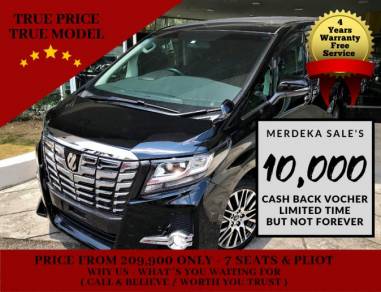 TRUE PRICE
TRUE MODEL
4
Years
Warranty
Free
Service
MERDEKA SALE'S
10,000
CASH BACK VOCHER
LIMITED TIME
BUT NOT FOREVER
PRICE FROM 209,900 ONLY - 7 SEATS & PLIOT
WHY US - WHAT'S YOU WAITING FOR
( CALL & BELIEVE / WORTH YOU TRUST )